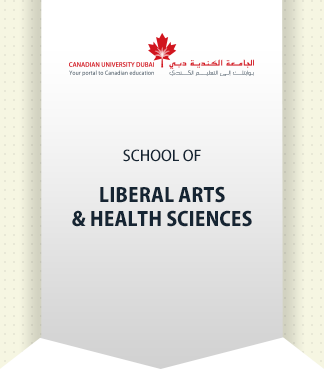 CANADIAN UNIVERSITY DUBAI الجامعة الكندية دبي
Your portal to Canadian education بوابتك إلى التعليم الكندي
SCHOOL OF
LIBERAL ARTS
& HEALTH SCIENCES